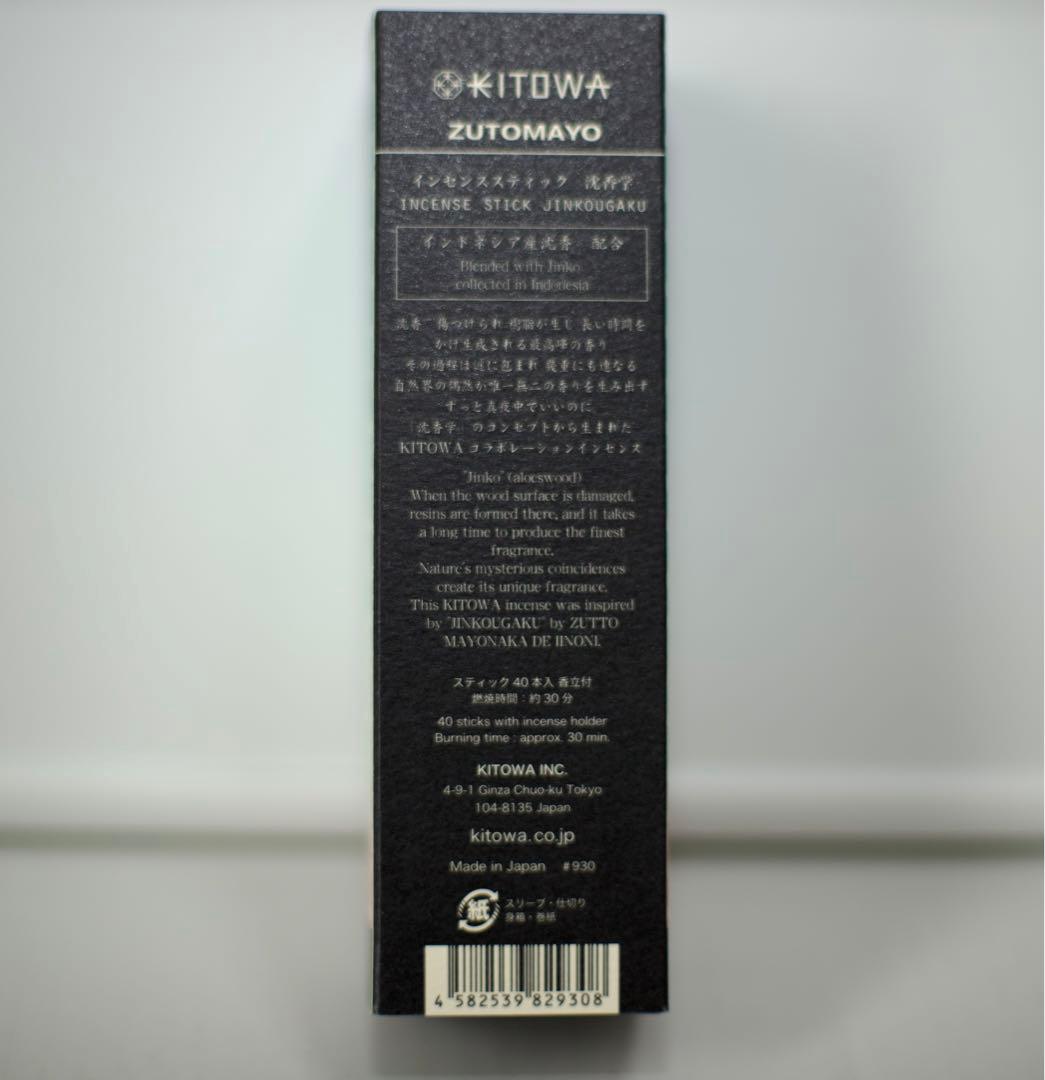 KITOWA
ZUTOMAYO
インセンススティック 沈香学
INCENSE STICK JINKOUGAKU
インドネシア産沈香 配合
Blended with Jinko
collected in Indonesia
沈香 傷つけられ 樹脂が生じ 長い時間を
かけ生成される最高峰の香り
その過程は謎に包まれ 幾重にも連なる
自然界の偶然が唯一無二の香りを生み出す
ずっと真夜中でいいのに
「沈香学」のコンセプトから生まれた
KITOWA コラボレーションインセンス
"Jinko" (aloeswood)
When the wood surface is damaged,
resins are formed there, and it takes
a long time to produce the finest
fragrance.
Nature's mysterious coincidences
create its unique fragrance.
This KITOWA incense was inspired
by "JINKOUGAKU" by ZUTTO
MAYONAKA DE IINONI.
スティック 40 本入 香立付
燃焼時間：約 30 分
40 sticks with incense holder
Burning time : approx. 30 min.
KITOWA INC.
4-9-1 Ginza Chuo-ku Tokyo
104-8135 Japan
kitowa.co.jp
Made in Japan #930
紙
スリーブ・仕切り
身箱・巻紙
4 582539 829308